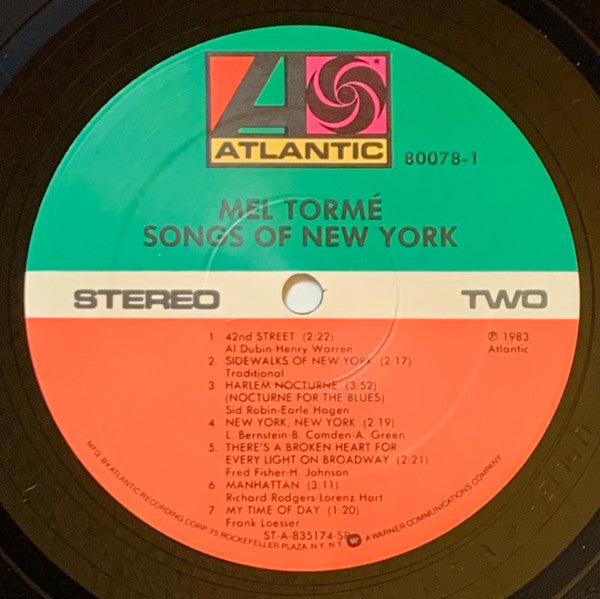 A
ATLANTIC
80078-1
MEL TORMÉ
SONGS OF NEW YORK
STEREO
TWO
1 42nd STREET (2:22)
Al Dubin-Henry Warren
2 SIDEWALKS OF NEW YORK (2:17)
Traditional
3 HARLEM NOCTURNE (3:52)
(NOCTURNE FOR THE BLUES)
Sid Robin-Earle Hagen
4 NEW YORK, NEW YORK (2:19)
L. Bernstein-B. Comden-A. Green
5 THERE'S A BROKEN HEART FOR
EVERY LIGHT ON BROADWAY (2:21)
Fred Fisher-H. Johnson
6 MANHATTAN (3:11)
Richard Rodgers-Lorenz Hart
7 MY TIME OF DAY (1:20)
Frank Loesser
℗ 1983
Atlantic
ST-A-835174-SP
MFG. BY ATLANTIC RECORDING CORP. 75 ROCKEFELLER PLAZA, N.Y. N.Y. A WARNER COMMUNICATIONS COMPANY